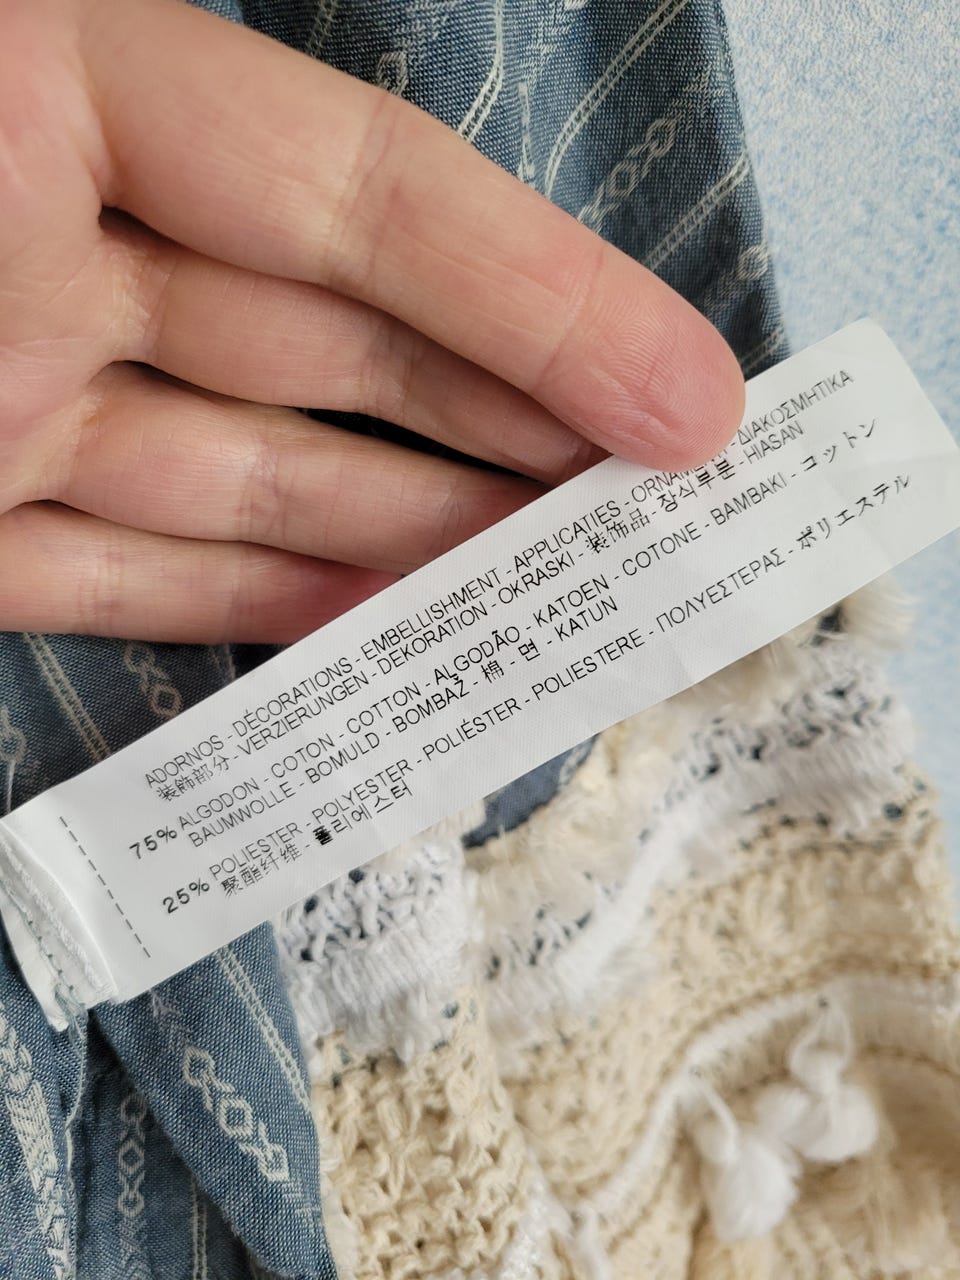 ADORNOS - DÉCORATIONS - EMBELLISHMENT - APPLICATIES - ORNAMENTI - ΔΙΑΚΟΣΜΗΤΙΚΑ
装飾部分 - VERZIERUNGEN - DEKORATION - OKRASKI - 装饰品 - 장식부분 - HIASAN
75% ALGODON - COTON - COTTON - ALGODÃO - KATOEN - COTONE - BAMBAKI - コットン
BAUMWOLLE - BOMULD - BOMBAŽ - 棉 - 면 - KATUN
25% POLIESTER - POLYESTER - POLIÉSTER - POLIESTERE - ΠΟΛΥΕΣΤΕΡΑΣ - ポリエステル
聚酯纤维 - 폴리에스터